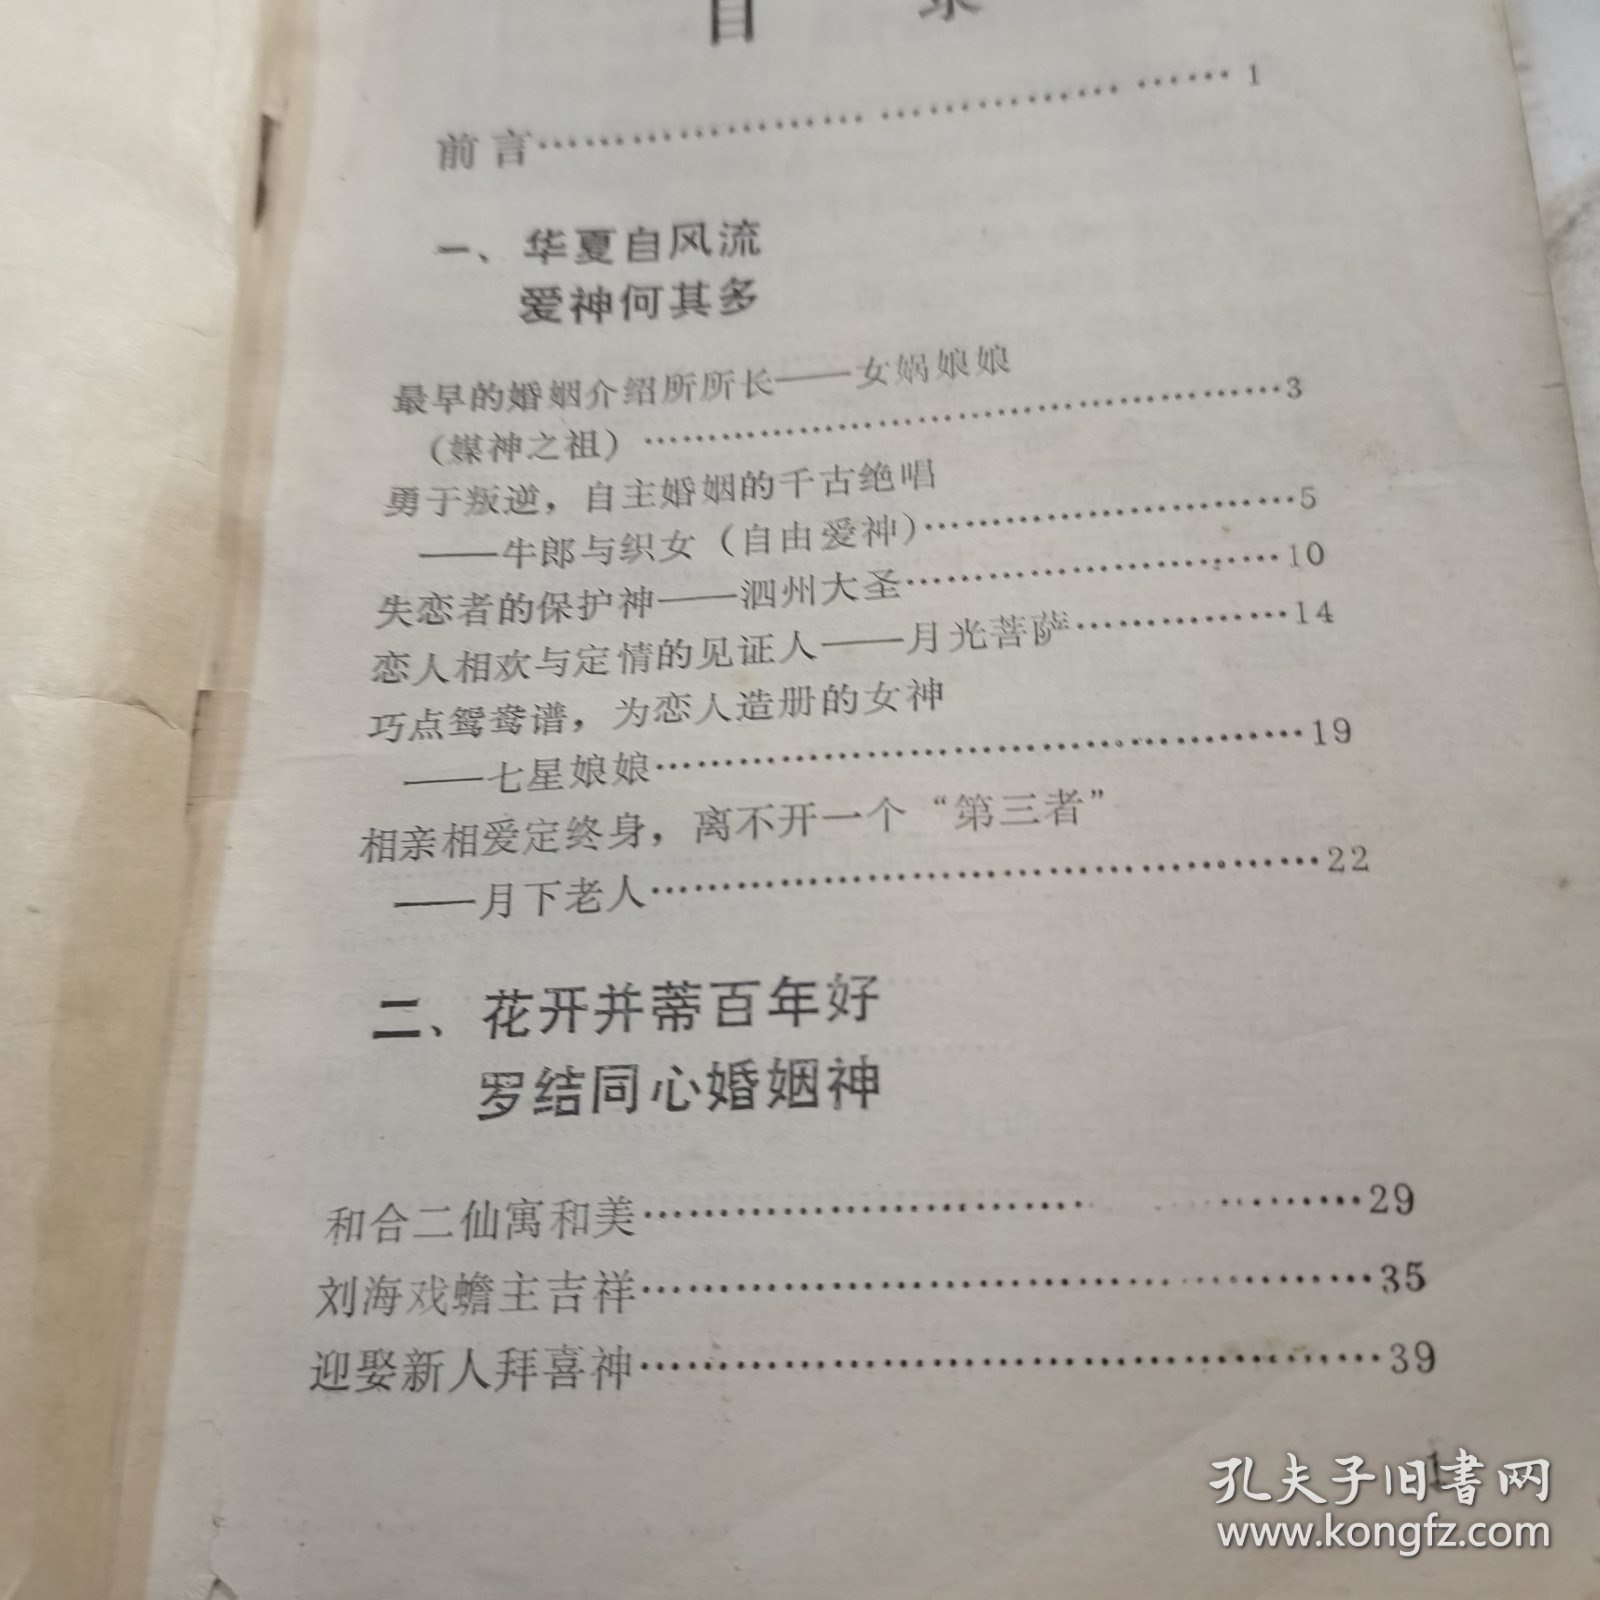 目 录
前言…………………………………………1
一、华夏自风流
爱神何其多
最早的婚姻介绍所所长——女娲娘娘
（媒神之祖）……………………………………3
勇于叛逆，自主婚姻的千古绝唱
——牛郎与织女（自由爱神）……………………5
失恋者的保护神——泗州大圣……………………10
恋人相欢与定情的见证人——月光菩萨…………14
巧点鸳鸯谱，为恋人造册的女神
——七星娘娘……………………………………19
相亲相爱定终身，离不开一个“第三者”
——月下老人……………………………………22
二、花开并蒂百年好
罗结同心婚姻神
和合二仙寓和美……………………………………29
刘海戏蟾主吉祥……………………………………35
迎娶新人拜喜神……………………………………39
1
孔夫子旧书网
www.kongfz.com